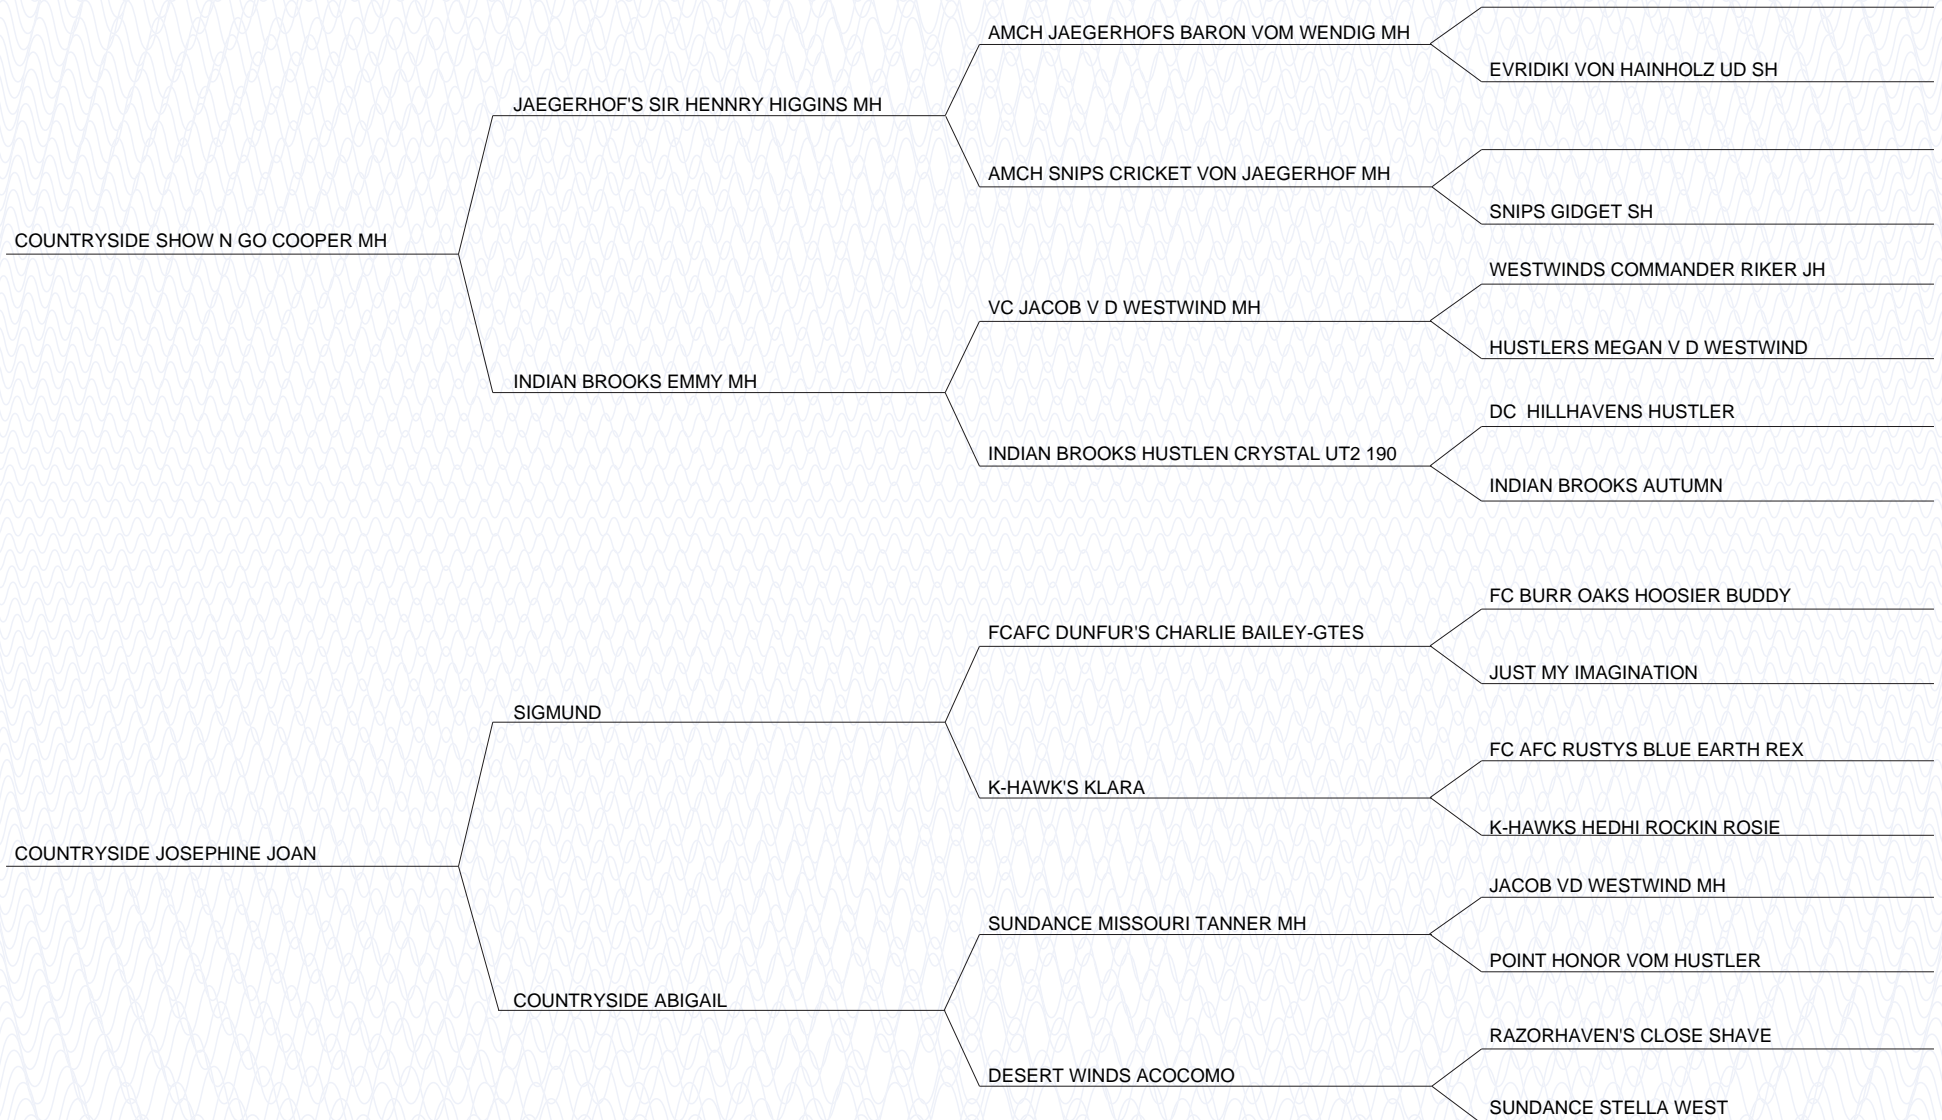 AMCH JAEGERHOFS BARON VOM WENDIG MH
EVRIDIKI VON HAINHOLZ UD SH
JAEGERHOF'S SIR HENNRY HIGGINS MH
AMCH SNIPS CRICKET VON JAEGERHOF MH
SNIPS GIDGET SH
COUNTRYSIDE SHOW N GO COOPER MH
WESTWINDS COMMANDER RIKER JH
VC JACOB V D WESTWIND MH
HUSTLERS MEGAN V D WESTWIND
INDIAN BROOKS EMMY MH
DC  HILLHAVENS HUSTLER
INDIAN BROOKS HUSTLEN CRYSTAL UT2 190
INDIAN BROOKS AUTUMN
FC BURR OAKS HOOSIER BUDDY
FCAFC DUNFUR'S CHARLIE BAILEY-GTES
JUST MY IMAGINATION
SIGMUND
FC AFC RUSTYS BLUE EARTH REX
K-HAWK'S KLARA
K-HAWKS HEDHI ROCKIN ROSIE
COUNTRYSIDE JOSEPHINE JOAN
JACOB VD WESTWIND MH
SUNDANCE MISSOURI TANNER MH
POINT HONOR VOM HUSTLER
COUNTRYSIDE ABIGAIL
RAZORHAVEN'S CLOSE SHAVE
DESERT WINDS ACOCOMO
SUNDANCE STELLA WEST